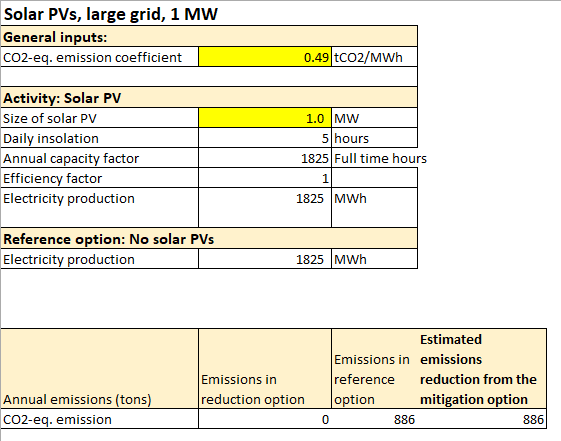 Solar PVs, large grid, 1 MW
General inputs:
CO2-eq. emission coefficient 0.49 tCO2/MWh
Activity: Solar PV
Size of solar PV 1.0 MW
Daily insolation 5 hours
Annual capacity factor 1825 Full time hours
Efficiency factor 1
Electricity production 1825 MWh
Reference option: No solar PVs
Electricity production 1825 MWh
Annual emissions (tons)
Emissions in
reduction option
Emissions in
reference
option
Estimated
emissions
reduction from the
mitigation option
CO2-eq. emission 0 886 886